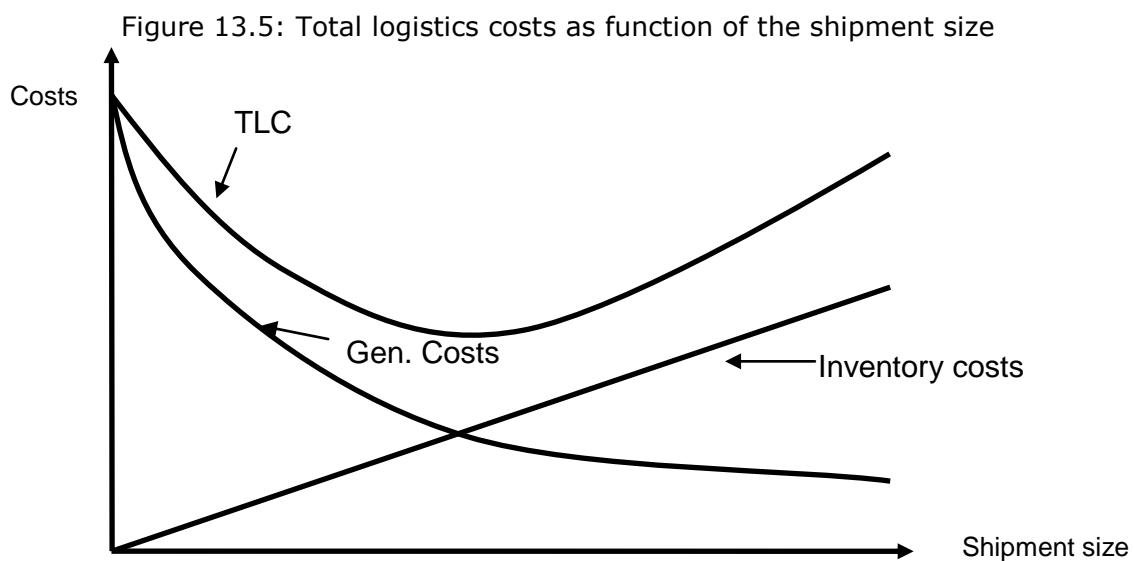 Figure 13.5: Total logistics costs as function of the shipment size
Costs
TLC
Gen. Costs
Inventory costs
Shipment size